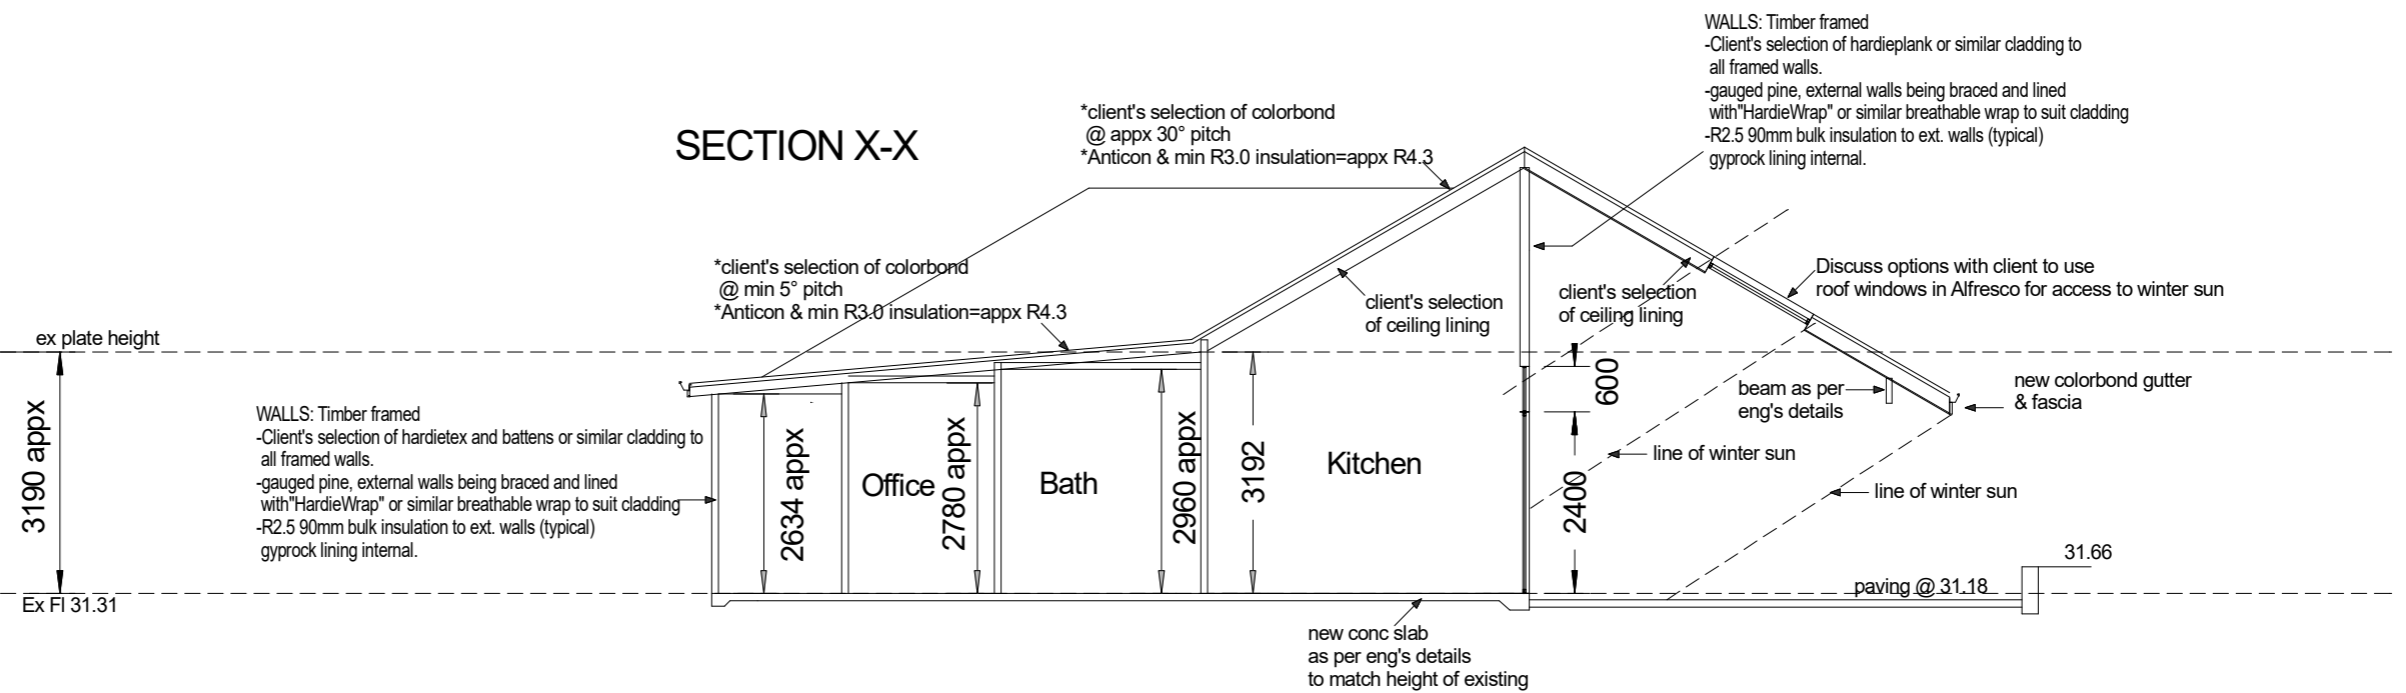 WALLS: Timber framed
-Client's selection of hardieplank or similar cladding to
all framed walls.
-gauged pine, external walls being braced and lined
with"HardieWrap" or similar breathable wrap to suit cladding
-R2.5 90mm bulk insulation to ext. walls (typical)
gyprock lining internal.
SECTION X-X
*client's selection of colorbond
@ appx 30° pitch
*Anticon & min R3.0 insulation=appx R4.3
*client's selection of colorbond
@ min 5° pitch
*Anticon & min R3.0 insulation=appx R4.3
client's selection
of ceiling lining
client's selection
of ceiling lining
Discuss options with client to use
roof windows in Alfresco for access to winter sun
ex plate height
3190 appx
WALLS: Timber framed
-Client's selection of hardietex and battens or similar cladding to
all framed walls.
-gauged pine, external walls being braced and lined
with"HardieWrap" or similar breathable wrap to suit cladding
-R2.5 90mm bulk insulation to ext. walls (typical)
gyprock lining internal.
2634 appx
Office
2780 appx
Bath
2960 appx
3192
Kitchen
600
2400
beam as per
eng's details
new colorbond gutter
& fascia
line of winter sun
line of winter sun
31.66
paving @ 31.18
Ex Fl 31.31
new conc slab
as per eng's details
to match height of existing